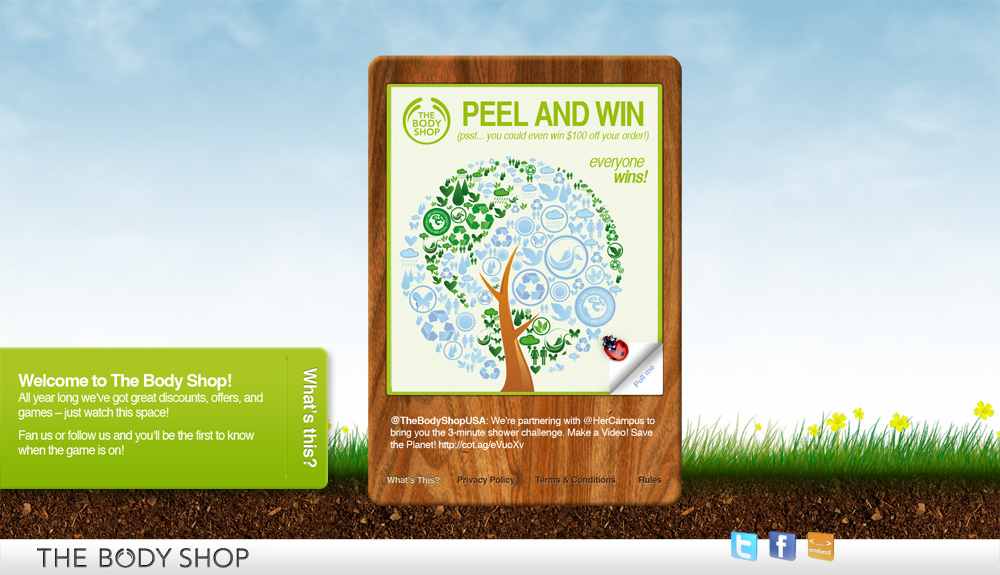 THE
BODY
SHOP
PEEL AND WIN
(psst... you could even win $100 off your order!)
everyone
wins!
Pull me
Welcome to The Body Shop!
All year long we've got great discounts, offers, and
games – just watch this space!
Fan us or follow us and you'll be the first to know
when the game is on!
What's this?
@TheBodyShopUSA: We're partnering with @HerCampus to
bring you the 3-minute shower challenge. Make a Video! Save
the Planet! http://cot.ag/eVuoXv
What's This? Privacy Policy Terms & Conditions Rules
THE BODY SHOP
t f <...> embed